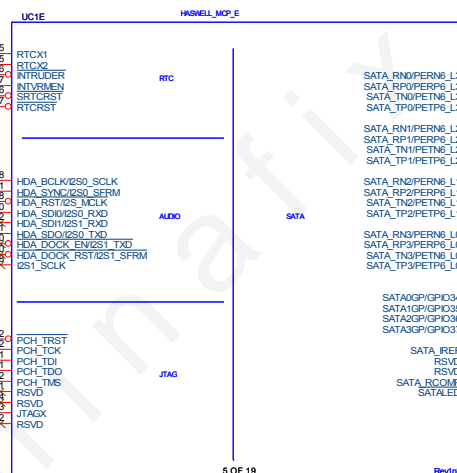 UC1E
HASWELL_MCP_E
RTCX1
RTCX2
INTRUDER
INTVRMEN
SRTCRST
RTCRST
RTC
HDA_BCLK/I2S0_SCLK
HDA_SYNC/I2S0_SFRM
HDA_RST/I2S_MCLK
HDA_SDI0/I2S0_RXD
HDA_SDI1/I2S1_RXD
HDA_SDO/I2S0_TXD
HDA_DOCK_EN/I2S1_TXD
HDA_DOCK_RST/I2S1_SFRM
I2S1_SCLK
AUDIO
PCH_TRST
PCH_TCK
PCH_TDI
PCH_TDO
PCH_TMS
RSVD
RSVD
JTAGX
RSVD
JTAG
SATA
SATA_RN0/PERN6_L3
SATA_RP0/PERP6_L3
SATA_TN0/PETN6_L3
SATA_TP0/PETP6_L3
SATA_RN1/PERN6_L2
SATA_RP1/PERP6_L2
SATA_TN1/PETN6_L2
SATA_TP1/PETP6_L2
SATA_RN2/PERN6_L1
SATA_RP2/PERP6_L1
SATA_TN2/PETN6_L1
SATA_TP2/PETP6_L1
SATA_RN3/PERN6_L0
SATA_RP3/PERP6_L0
SATA_TN3/PETN6_L0
SATA_TP3/PETP6_L0
SATA0GP/GPIO34
SATA1GP/GPIO35
SATA2GP/GPIO36
SATA3GP/GPIO37
SATA_IREF
RSVD
RSVD
SATA_RCOMP
SATALED
5 OF 19